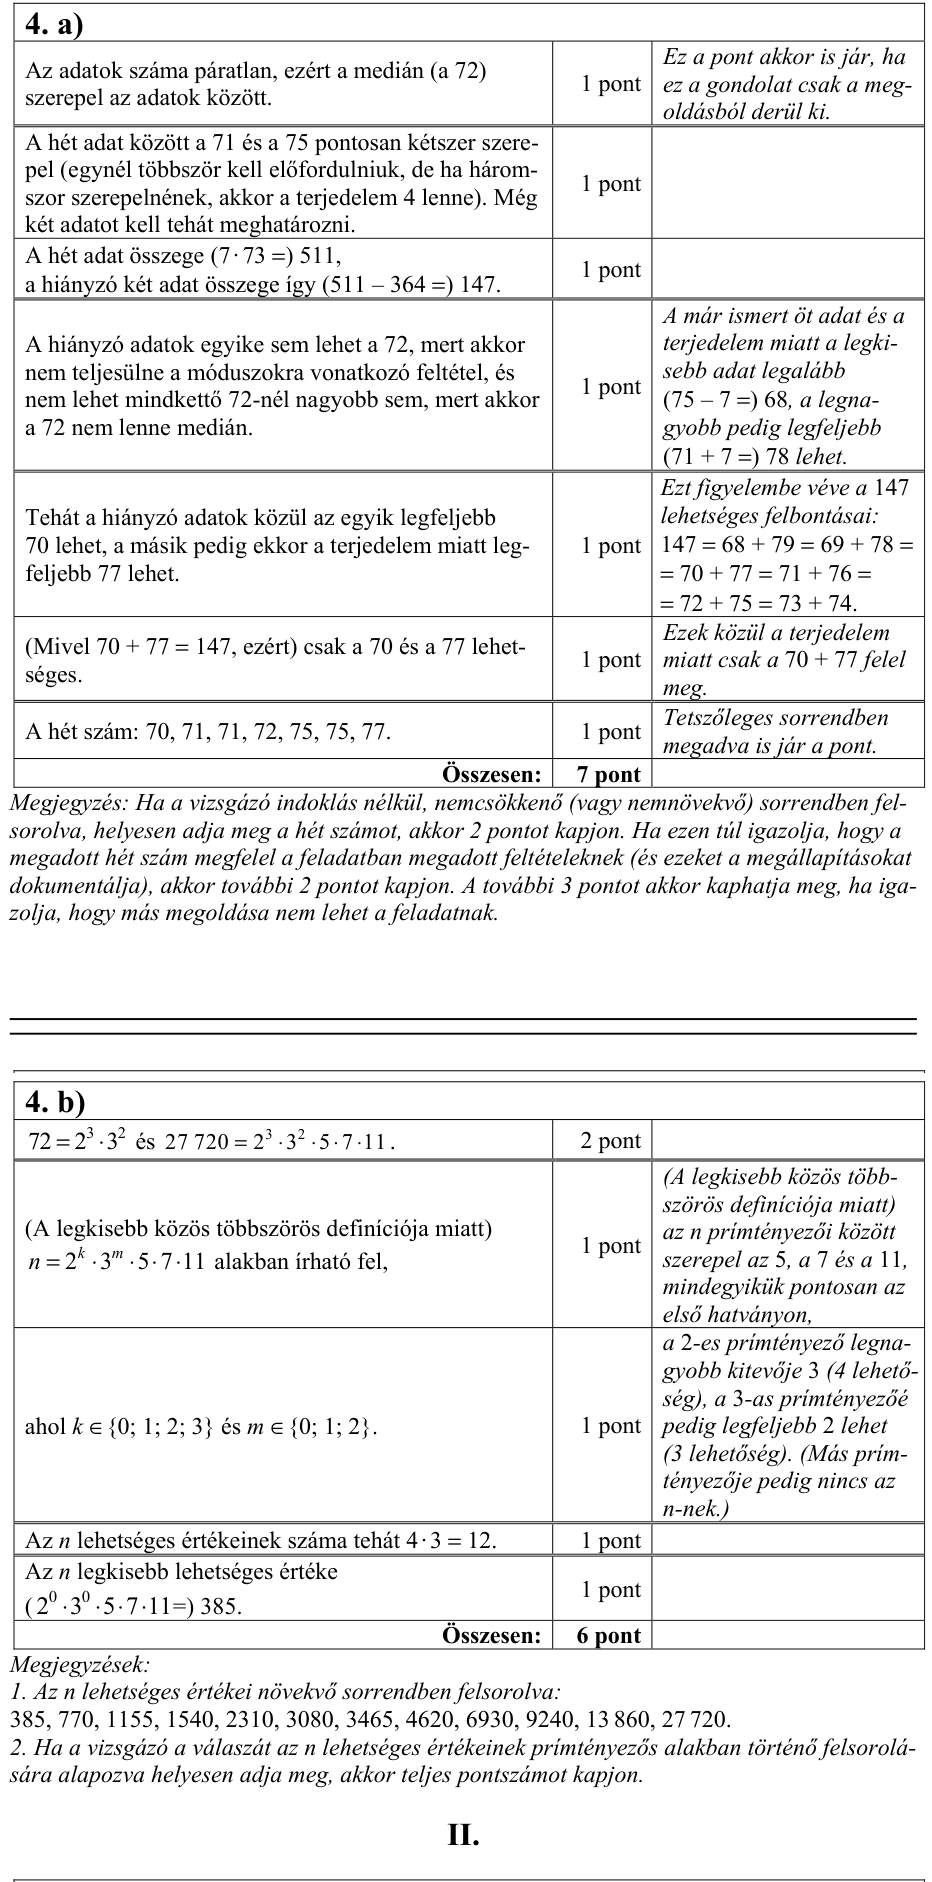 4. a)
Az adatok száma páratlan, ezért a medián (a 72)
szerepel az adatok között.
1 pont
Ez a pont akkor is jár, ha
ez a gondolat csak a meg-
oldásból derül ki.
A hét adat között a 71 és a 75 pontosan kétszer szere-
pel (egynél többször kell előfordulniuk, de ha három-
szor szerepelnének, akkor a terjedelem 4 lenne). Még
két adatot kell tehát meghatározni.
1 pont
A hét adat összege (7 · 73 =) 511,
a hiányzó két adat összege így (511 – 364 =) 147.
1 pont
A hiányzó adatok egyike sem lehet a 72, mert akkor
nem teljesülne a móduszokra vonatkozó feltétel, és
nem lehet mindkettő 72-nél nagyobb sem, mert akkor
a 72 nem lenne medián.
1 pont
A már ismert öt adat és a
terjedelem miatt a legki-
sebb adat legalább
(75 – 7 =) 68, a legna-
gyobb pedig legfeljebb
(71 + 7 =) 78 lehet.
Tehát a hiányzó adatok közül az egyik legfeljebb
70 lehet, a másik pedig ekkor a terjedelem miatt leg-
feljebb 77 lehet.
1 pont
Ezt figyelembe véve a 147
lehetséges felbontásai:
147 = 68 + 79 = 69 + 78 =
= 70 + 77 = 71 + 76 =
= 72 + 75 = 73 + 74.
(Mivel 70 + 77 = 147, ezért) csak a 70 és a 77 lehet-
séges.
1 pont
Ezek közül a terjedelem
miatt csak a 70 + 77 felel
meg.
A hét szám: 70, 71, 71, 72, 75, 75, 77.
1 pont
Tetszőleges sorrendben
megadva is jár a pont.
Összesen: 7 pont
Megjegyzés: Ha a vizsgázó indoklás nélkül, nemcsökkenő (vagy nemnövekvő) sorrendben fel-
sorolva, helyesen adja meg a hét számot, akkor 2 pontot kapjon. Ha ezen túl igazolja, hogy a
megadott hét szám megfelel a feladatban megadott feltételeknek (és ezeket a megállapításokat
dokumentálja), akkor további 2 pontot kapjon. A további 3 pontot akkor kaphatja meg, ha iga-
zolja, hogy más megoldása nem lehet a feladatnak.
4. b)
72 = 2³ · 3² és 27 720 = 2³ · 3² · 5 · 7 · 11 .
2 pont
(A legkisebb közös többszörös definíciója miatt)
n = 2ᵏ · 3ᵐ · 5 · 7 · 11 alakban írható fel,
1 pont
(A legkisebb közös több-
szörös definíciója miatt)
az n prímtényezői között
szerepel az 5, a 7 és a 11,
mindegyikük pontosan az
első hatványon,
ahol k ∈ {0; 1; 2; 3} és m ∈ {0; 1; 2}.
1 pont
a 2-es prímtényező legna-
gyobb kitevője 3 (4 lehető-
ség), a 3-as prímtényezőé
pedig legfeljebb 2 lehet
(3 lehetőség). (Más prím-
tényezője pedig nincs az
n-nek.)
Az n lehetséges értékeinek száma tehát 4 · 3 = 12.
1 pont
Az n legkisebb lehetséges értéke
( 2⁰ · 3⁰ · 5 · 7 · 11=) 385.
1 pont
Összesen: 6 pont
Megjegyzések:
1. Az n lehetséges értékei növekvő sorrendben felsorolva:
385, 770, 1155, 1540, 2310, 3080, 3465, 4620, 6930, 9240, 13 860, 27 720.
2. Ha a vizsgázó a válaszát az n lehetséges értékeinek prímtényezős alakban történő felsorolá-
sára alapozva helyesen adja meg, akkor teljes pontszámot kapjon.
II.